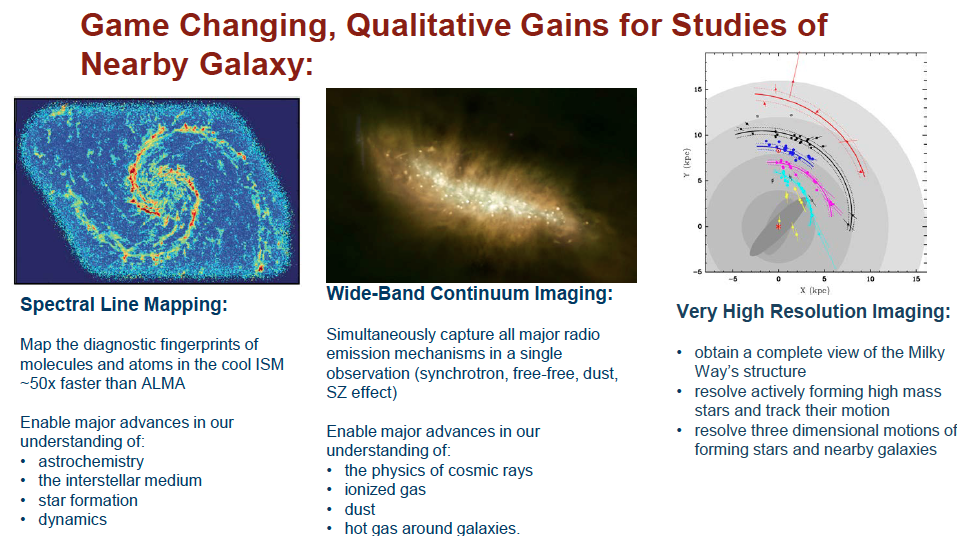 Game Changing, Qualitative Gains for Studies of
Nearby Galaxy:
Spectral Line Mapping:
Map the diagnostic fingerprints of
molecules and atoms in the cool ISM
~50x faster than ALMA
Enable major advances in our
understanding of:
• astrochemistry
• the interstellar medium
• star formation
• dynamics
Wide-Band Continuum Imaging:
Simultaneously capture all major radio
emission mechanisms in a single
observation (synchrotron, free-free, dust,
SZ effect)
Enable major advances in our
understanding of:
• the physics of cosmic rays
• ionized gas
• dust
• hot gas around galaxies.
15
10
5
0
−5
Y (kpc)
−5 0 5 10 15
X (kpc)
Very High Resolution Imaging:
• obtain a complete view of the Milky
Way’s structure
• resolve actively forming high mass
stars and track their motion
• resolve three dimensional motions of
forming stars and nearby galaxies